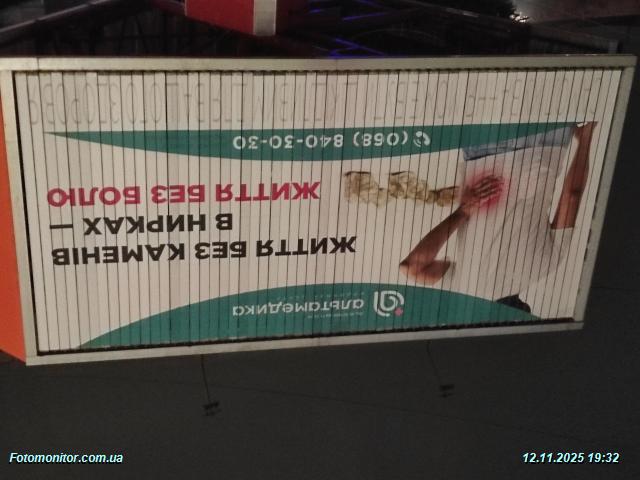 альтамедика
ЖИТТЯ БЕЗ КАМЕНІВ
В НИРКАХ —
ЖИТТЯ БЕЗ БОЛЮ
(068) 840-30-30
Fotomonitor.com.ua
12.11.2025 19:32